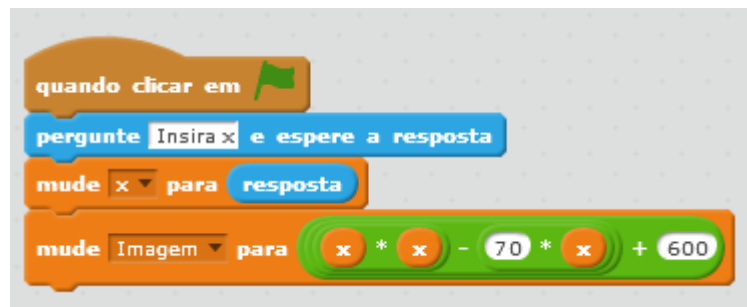 quando clicar em
pergunte Insira x e espere a resposta
mude x para resposta
mude Imagem para x * x - 70 * x + 600